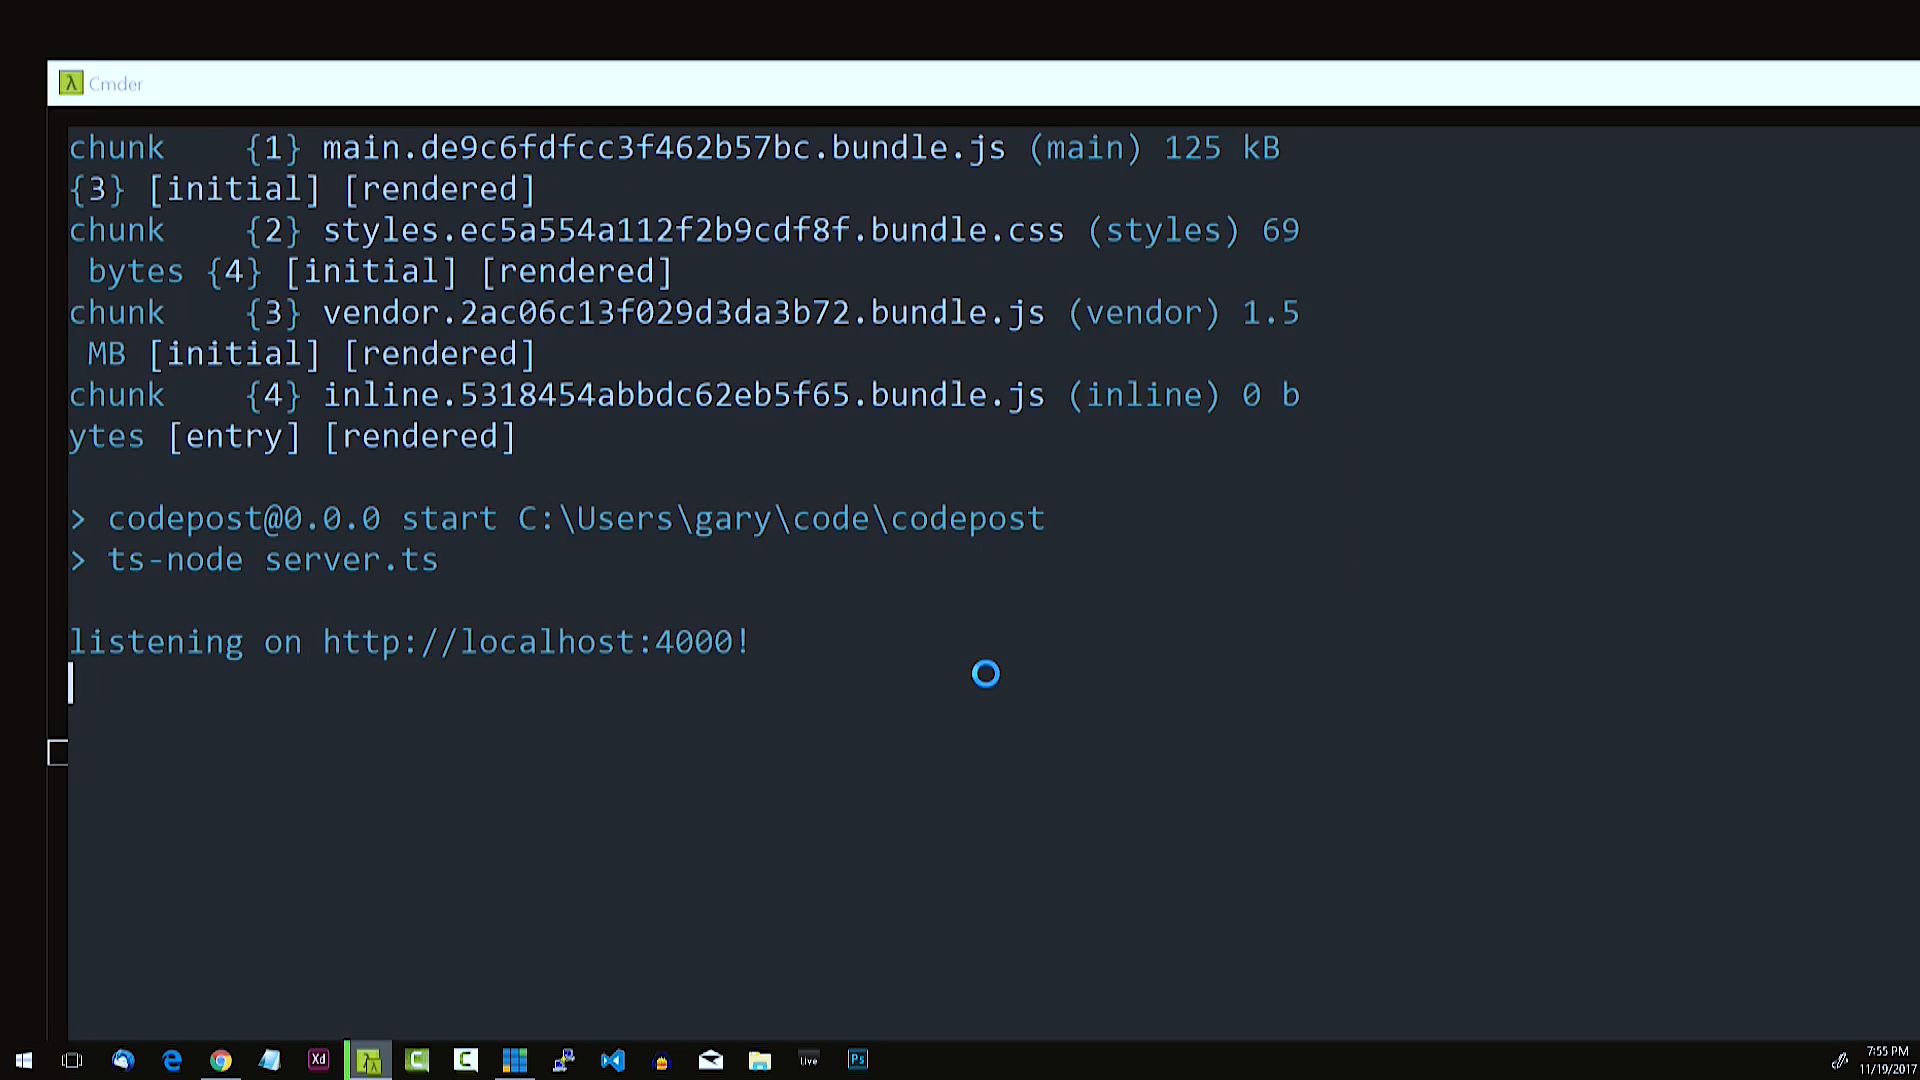 Cmder
chunk    {1} main.de9c6fdfcc3f462b57bc.bundle.js (main) 125 kB
{3} [initial] [rendered]
chunk    {2} styles.ec5a554a112f2b9cdf8f.bundle.css (styles) 69
 bytes {4} [initial] [rendered]
chunk    {3} vendor.2ac06c13f029d3da3b72.bundle.js (vendor) 1.5
 MB [initial] [rendered]
chunk    {4} inline.5318454abbdc62eb5f65.bundle.js (inline) 0 b
ytes [entry] [rendered]
> codepost@0.0.0 start C:\Users\gary\code\codepost
> ts-node server.ts
listening on http://localhost:4000!
Xd
Live
Ps
7:55 PM
11/19/2017